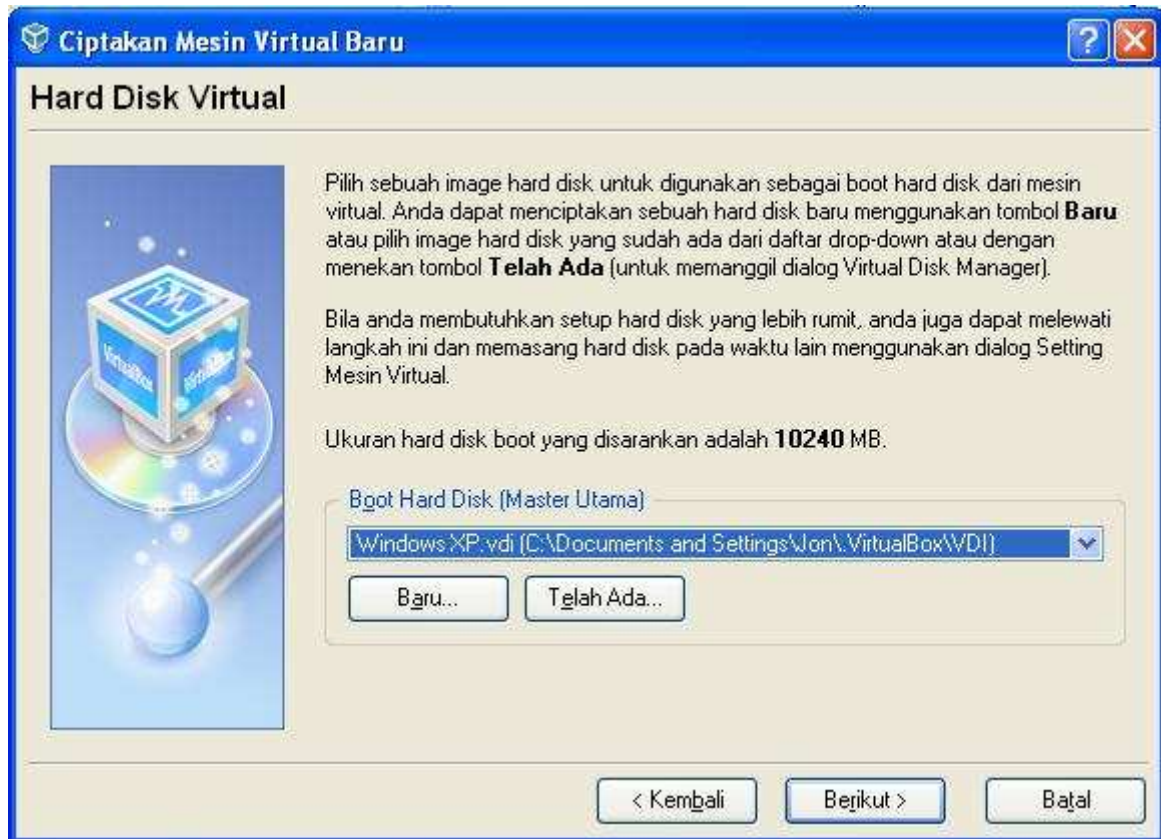 Ciptakan Mesin Virtual Baru
Hard Disk Virtual
Pilih sebuah image hard disk untuk digunakan sebagai boot hard disk dari mesin
virtual. Anda dapat menciptakan sebuah hard disk baru menggunakan tombol Baru
atau pilih image hard disk yang sudah ada dari daftar drop-down atau dengan
menekan tombol Telah Ada (untuk memanggil dialog Virtual Disk Manager).
Bila anda membutuhkan setup hard disk yang lebih rumit, anda juga dapat melewati
langkah ini dan memasang hard disk pada waktu lain menggunakan dialog Setting
Mesin Virtual.
Ukuran hard disk boot yang disarankan adalah 10240 MB.
Boot Hard Disk (Master Utama)
Windows XP.vdi (C:\Documents and Settings\Jon\.VirtualBox\VDI)
Baru...
Telah Ada...
VirtualBox
VirtualBox
< Kembali
Berikut >
Batal